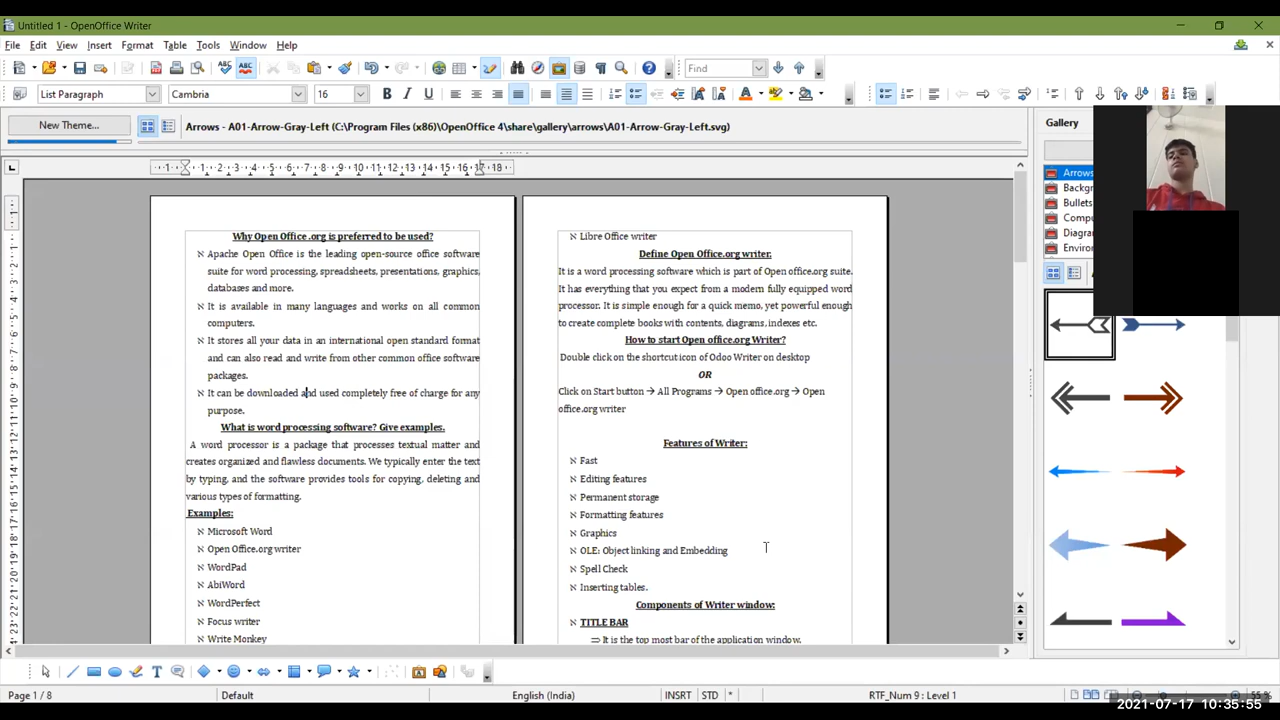 Untitled 1 - OpenOffice Writer
File Edit View Insert Format Table Tools Window Help
Find
List Paragraph Cambria 16
New Theme... Arrows - A01-Arrow-Gray-Left (C:\Program Files (x86)\OpenOffice 4\share\gallery\arrows\A01-Arrow-Gray-Left.svg)
Gallery
Arrows
Backg
Bullets
Compu
Diagra
Enviro
Why Open Office .org is preferred to be used?
Apache Open Office is the leading open-source office software
suite for word processing, spreadsheets, presentations, graphics,
databases and more.
It is available in many languages and works on all common
computers.
It stores all your data in an international open standard format
and can also read and write from other common office software
packages.
It can be downloaded and used completely free of charge for any
purpose.
What is word processing software? Give examples.
A word processor is a package that processes textual matter and
creates organized and flawless documents. We typically enter the text
by typing, and the software provides tools for copying, deleting and
various types of formatting.
Examples:
Microsoft Word
Open Office.org writer
WordPad
AbiWord
WordPerfect
Focus writer
Write Monkey
Libre Office writer
Define Open Office.org writer.
It is a word processing software which is part of Open office.org suite.
It has everything that you expect from a modern fully equipped word
processor. It is simple enough for a quick memo, yet powerful enough
to create complete books with contents, diagrams, indexes etc.
How to start Open office.org Writer?
Double click on the shortcut icon of Odoo Writer on desktop
OR
Click on Start button → All Programs → Open office.org → Open
office.org writer
Features of Writer:
Fast
Editing features
Permanent storage
Formatting features
Graphics
OLE: Object linking and Embedding
Spell Check
Inserting tables.
Components of Writer window:
TITLE BAR
⇒ It is the top most bar of the application window.
Page 1 / 8 Default English (India) INSRT STD * RTF_Num 9 : Level 1 55 %
2021-07-17 10:35:55